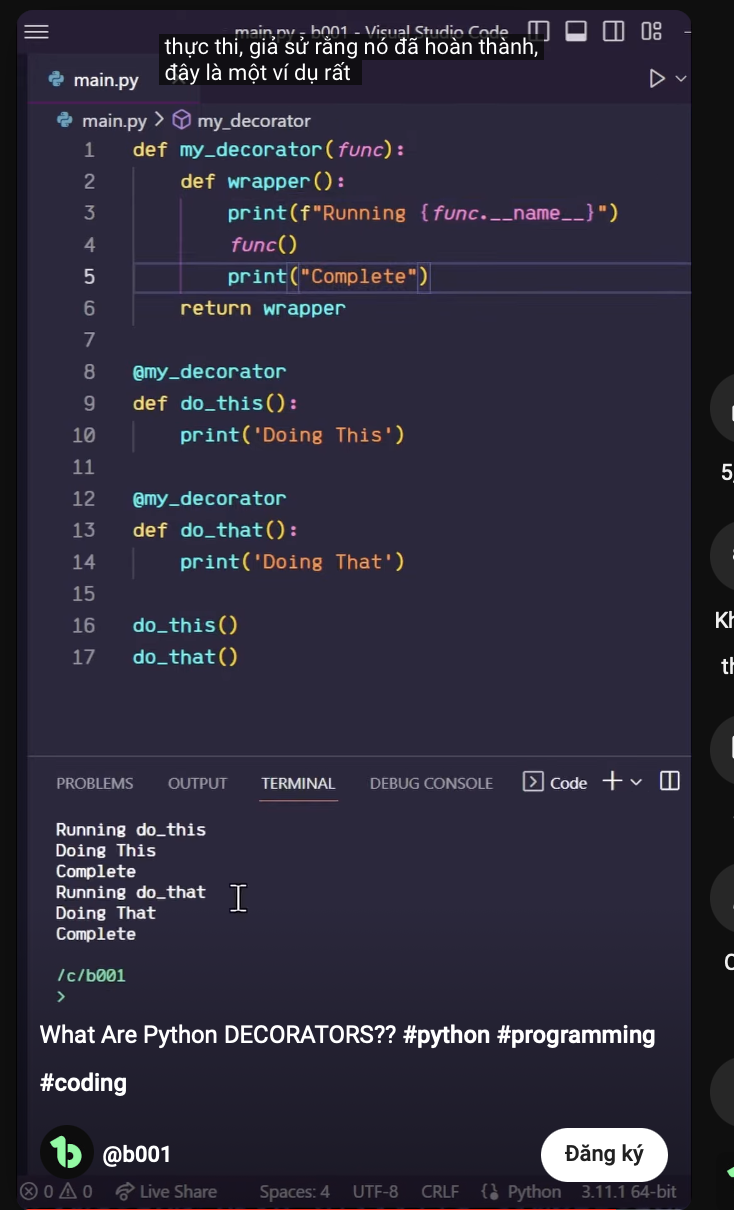 main.py - b001 - Visual Studio Code
thực thi, giả sử rằng nó đã hoàn thành,
đây là một ví dụ rất
main.py
main.py > my_decorator
1 def my_decorator(func):
2     def wrapper():
3         print(f"Running {func.__name__}")
4         func()
5         print("Complete")
6     return wrapper
7
8 @my_decorator
9 def do_this():
10     print('Doing This')
11
12 @my_decorator
13 def do_that():
14     print('Doing That')
15
16 do_this()
17 do_that()
PROBLEMS OUTPUT TERMINAL DEBUG CONSOLE Code
Running do_this
Doing This
Complete
Running do_that
Doing That
Complete
/c/b001
>
What Are Python DECORATORS?? #python #programming
#coding
@b001 Đăng ký
0 0 Live Share Spaces: 4 UTF-8 CRLF Python 3.11.1 64-bit